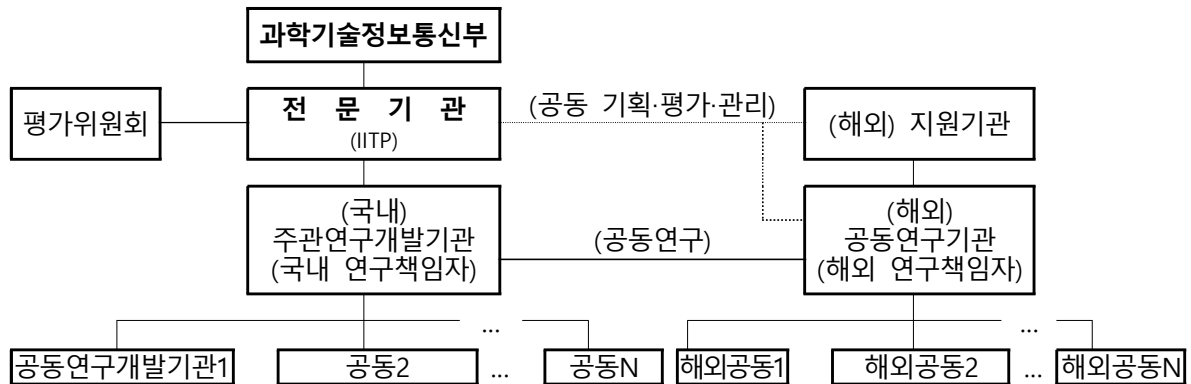 과학기술정보통신부
평가위원회
전 문 기 관
(IITP)
(공동 기획·평가·관리)
(해외) 지원기관
(국내)
주관연구개발기관
(국내 연구책임자)
(공동연구)
(해외)
공동연구기관
(해외 연구책임자)
...
...
공동연구개발기관1
공동2
...
공동N
해외공동1
해외공동2
...
해외공동N